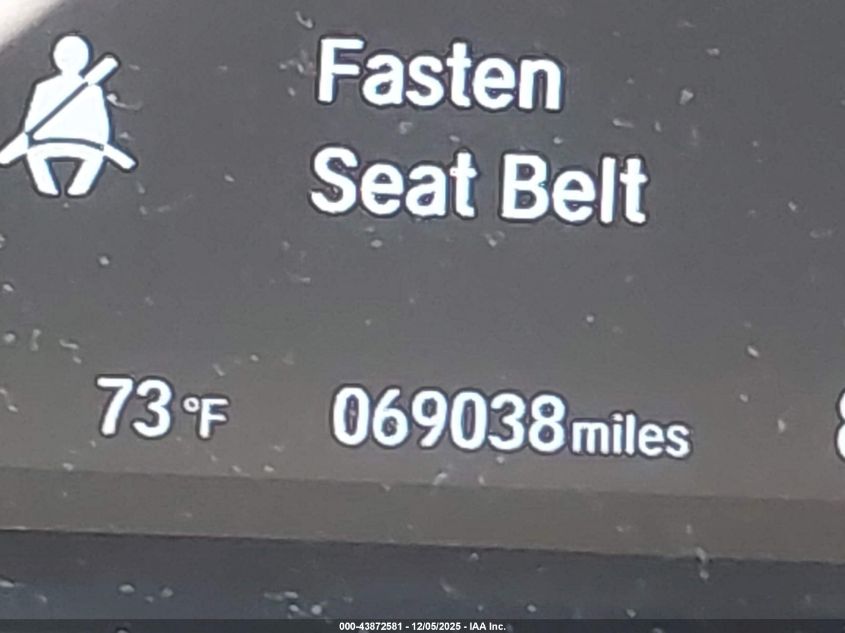 Fasten
Seat Belt
73 °F 069038 miles
000-43872581 - 12/05/2025 - IAA Inc.